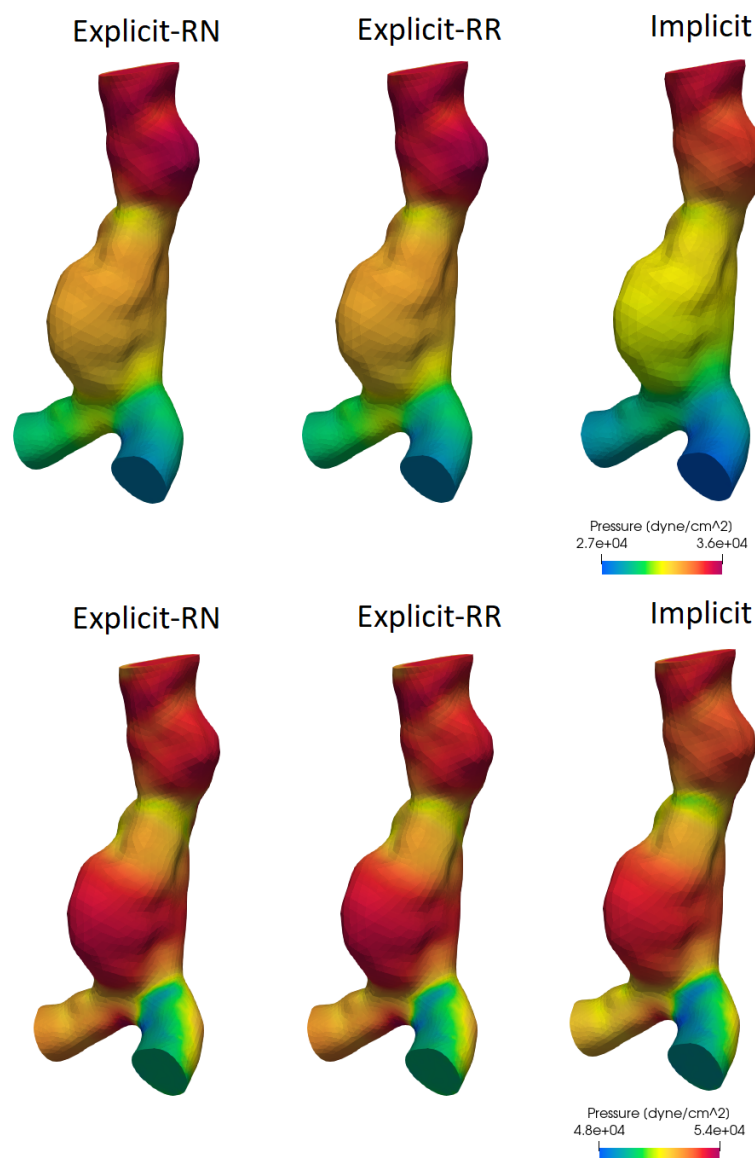 Explicit-RN Explicit-RR Implicit
Pressure [dyne/cm^2]
2.7e+04 3.6e+04
Explicit-RN Explicit-RR Implicit
Pressure [dyne/cm^2]
4.8e+04 5.4e+04